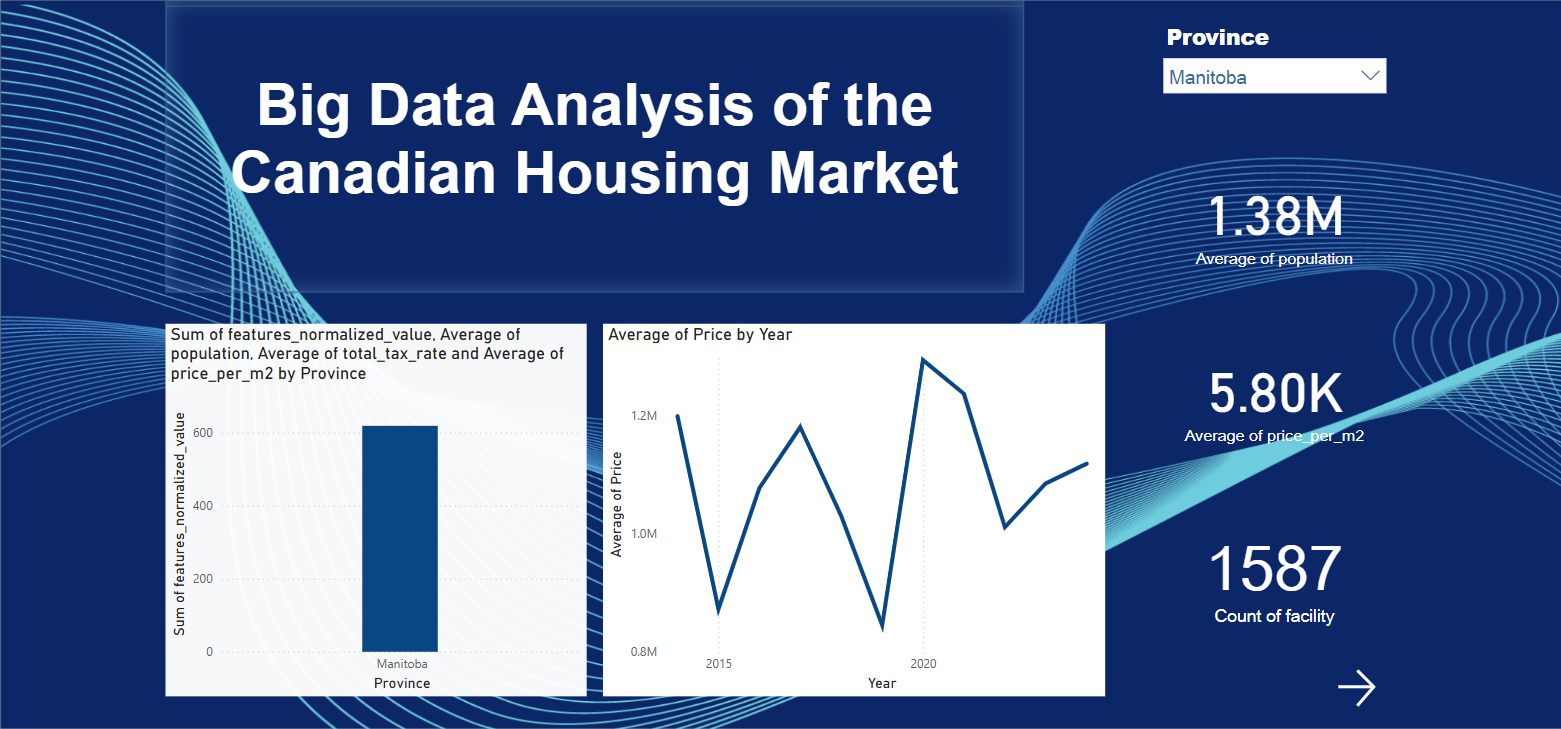 Big Data Analysis of the
Canadian Housing Market
Province
Manitoba
1.38M
Average of population
5.80K
Average of price_per_m2
1587
Count of facility
Sum of features_normalized_value, Average of
population, Average of total_tax_rate and Average of
price_per_m2 by Province
Sum of features_normalized_value
600
400
200
0
Manitoba
Province
Average of Price by Year
Average of Price
1.2M
1.0M
0.8M
2015
2020
Year